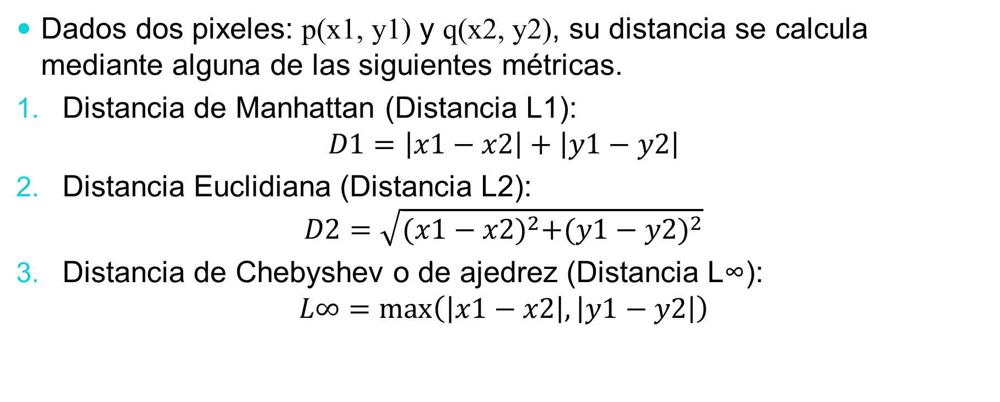 • Dados dos pixeles: p(x1, y1) y q(x2, y2), su distancia se calcula
mediante alguna de las siguientes métricas.
1. Distancia de Manhattan (Distancia L1):
D1 = |x1 − x2| + |y1 − y2|
2. Distancia Euclidiana (Distancia L2):
D2 = √(x1 − x2)²+(y1 − y2)²
3. Distancia de Chebyshev o de ajedrez (Distancia L∞):
L∞ = max(|x1 − x2|, |y1 − y2|)